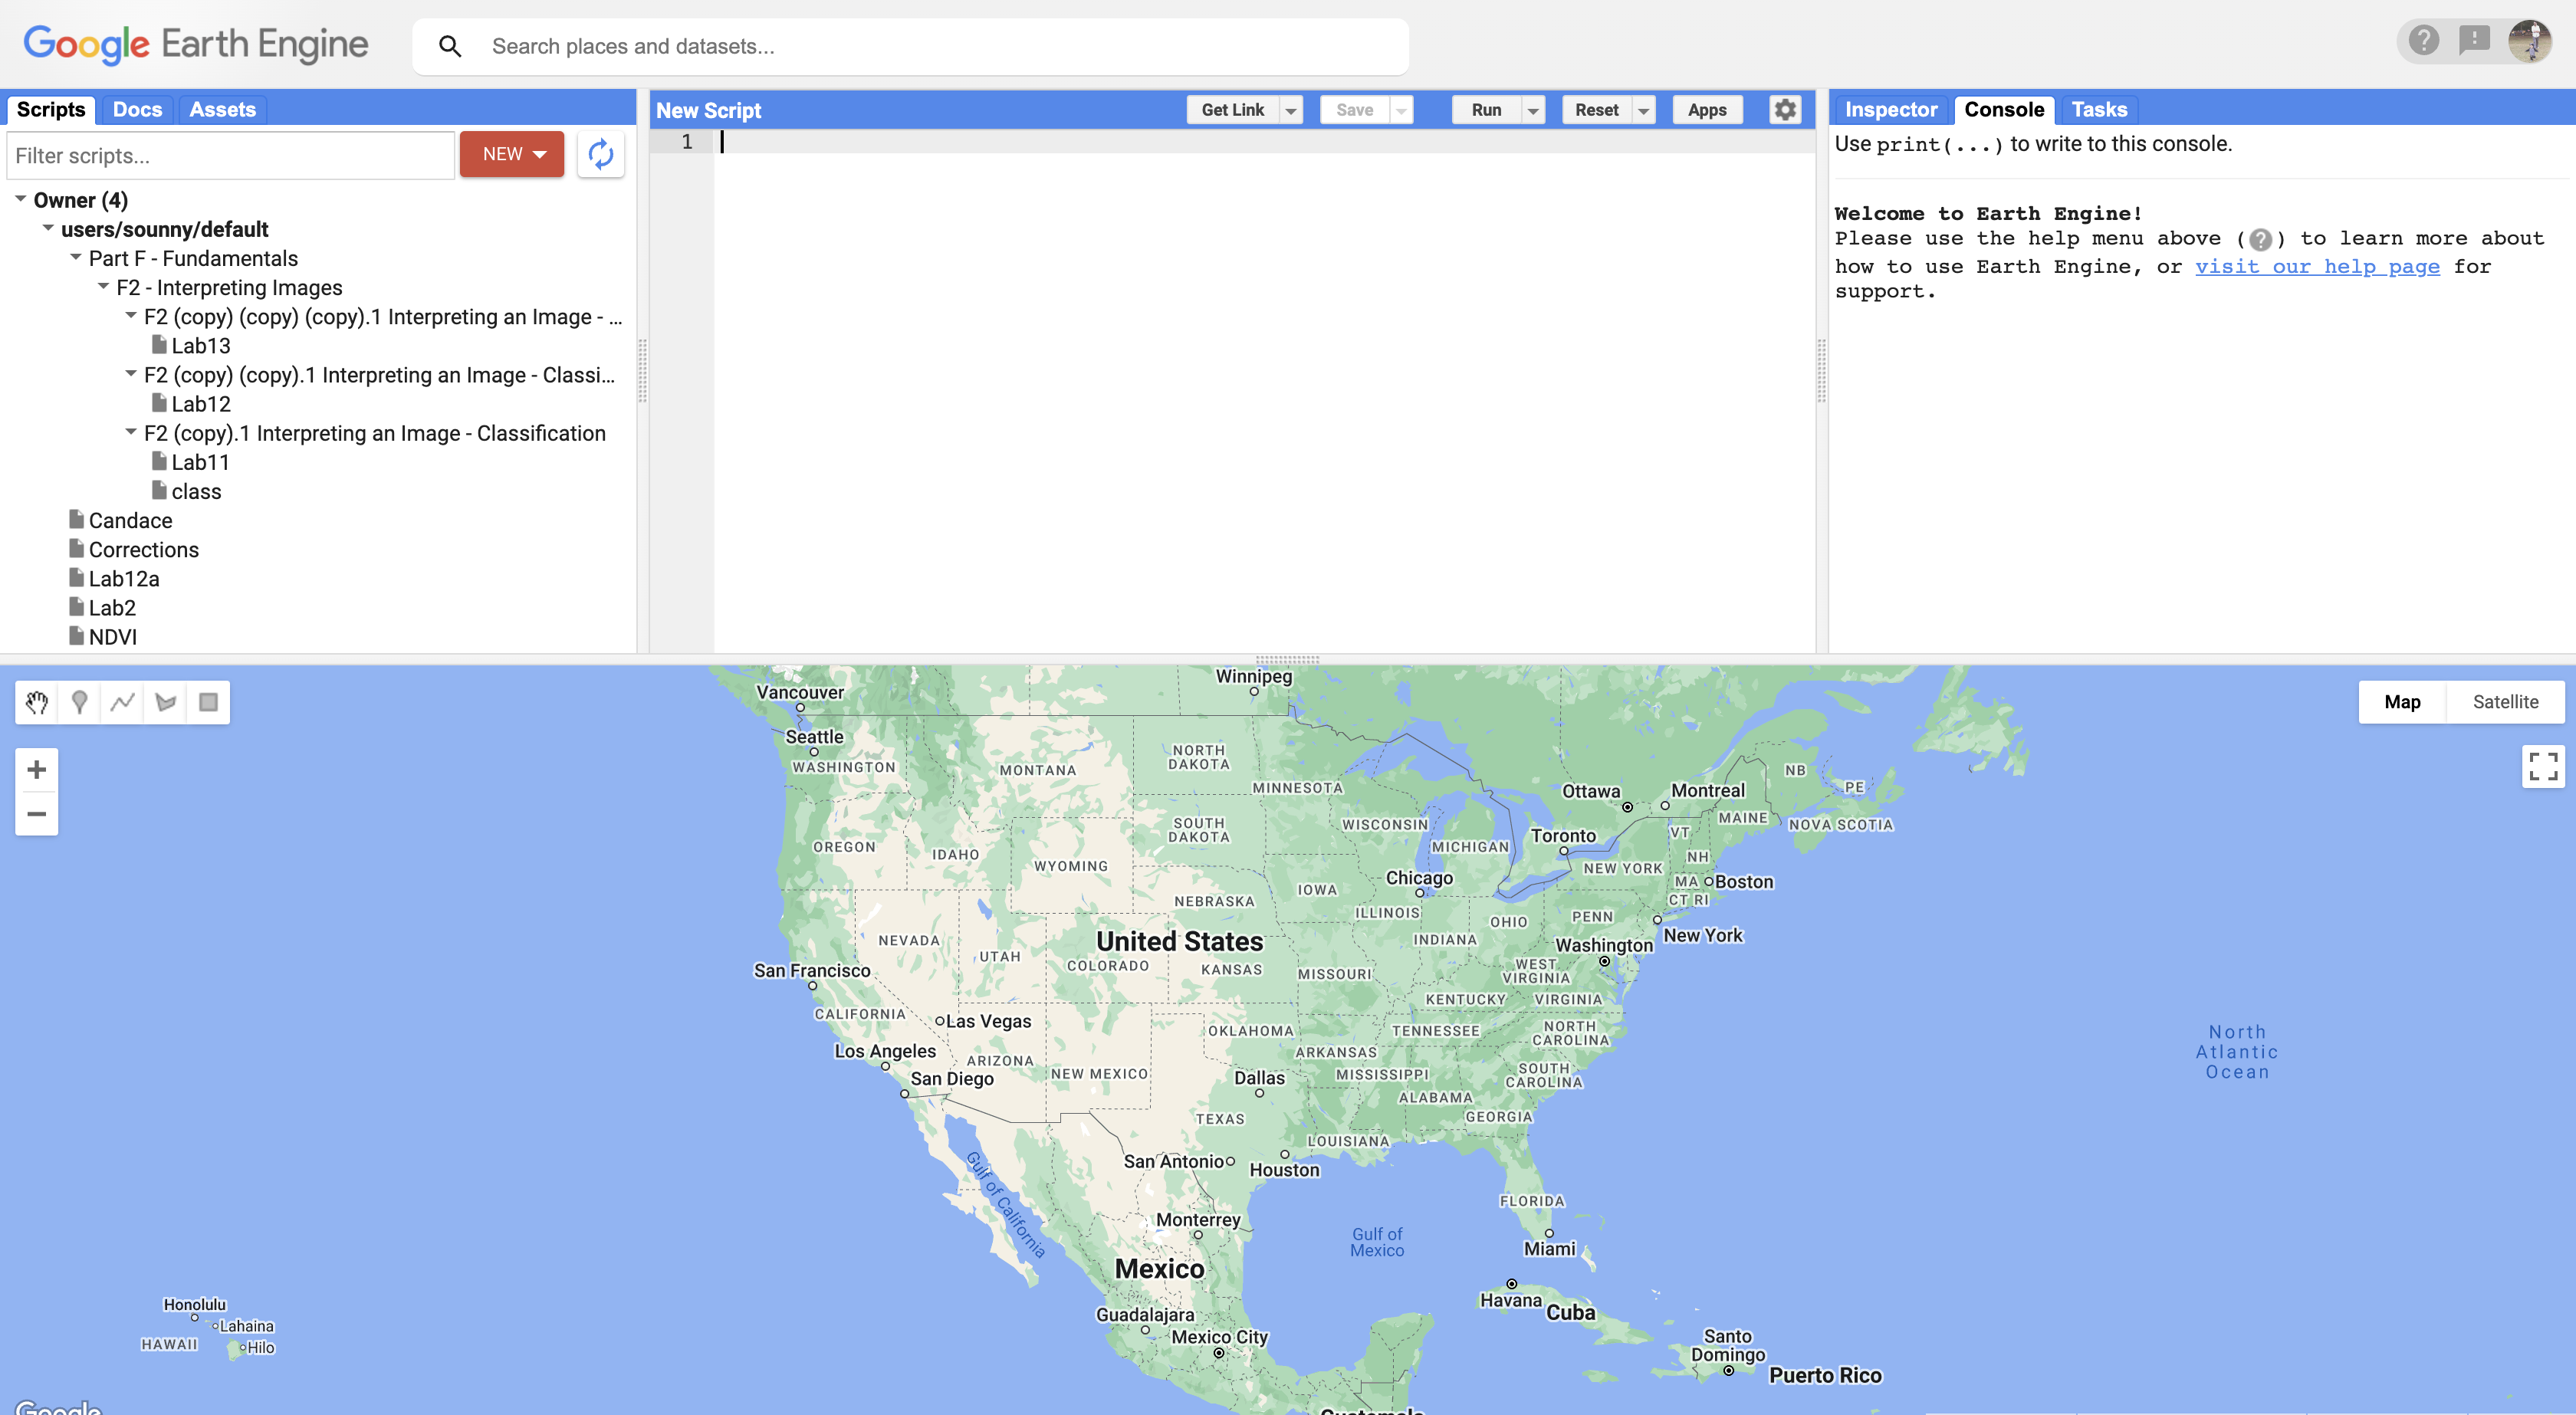 Google Earth Engine
Search places and datasets...
Scripts Docs Assets
Filter scripts...
NEW
Owner (4)
users/sounny/default
Part F - Fundamentals
F2 - Interpreting Images
F2 (copy) (copy) (copy).1 Interpreting an Image - ...
Lab13
F2 (copy) (copy).1 Interpreting an Image - Classi...
Lab12
F2 (copy).1 Interpreting an Image - Classification
Lab11
class
Candace
Corrections
Lab12a
Lab2
NDVI
New Script
Get Link
Save
Run
Reset
Apps
1
Inspector Console Tasks
Use print(...) to write to this console.
Welcome to Earth Engine!
Please use the help menu above (?) to learn more about
how to use Earth Engine, or visit our help page for
support.
Map Satellite
Winnipeg
Vancouver
Seattle
WASHINGTON
MONTANA
NORTH
DAKOTA
MINNESOTA
Ottawa
Montreal
NB
PE
MAINE
NOVA SCOTIA
OREGON
IDAHO
WYOMING
SOUTH
DAKOTA
WISCONSIN
MICHIGAN
Toronto
VT
NH
NEW YORK
MA
Boston
CT RI
Chicago
IOWA
NEBRASKA
ILLINOIS
OHIO
PENN
INDIANA
New York
Washington
NEVADA
UTAH
United States
COLORADO
KANSAS
MISSOURI
WEST
VIRGINIA
San Francisco
KENTUCKY
VIRGINIA
CALIFORNIA
Las Vegas
OKLAHOMA
TENNESSEE
NORTH
CAROLINA
Los Angeles
ARIZONA
NEW MEXICO
ARKANSAS
MISSISSIPPI
SOUTH
CAROLINA
San Diego
Dallas
ALABAMA
GEORGIA
TEXAS
LOUISIANA
San Antonio
Houston
North
Atlantic
Ocean
Gulf of California
FLORIDA
Monterrey
Gulf of
Mexico
Miami
Mexico
Havana
Cuba
Guadalajara
Mexico City
Santo
Domingo
Puerto Rico
Honolulu
Lahaina
HAWAII
Hilo
Google
Guatemala